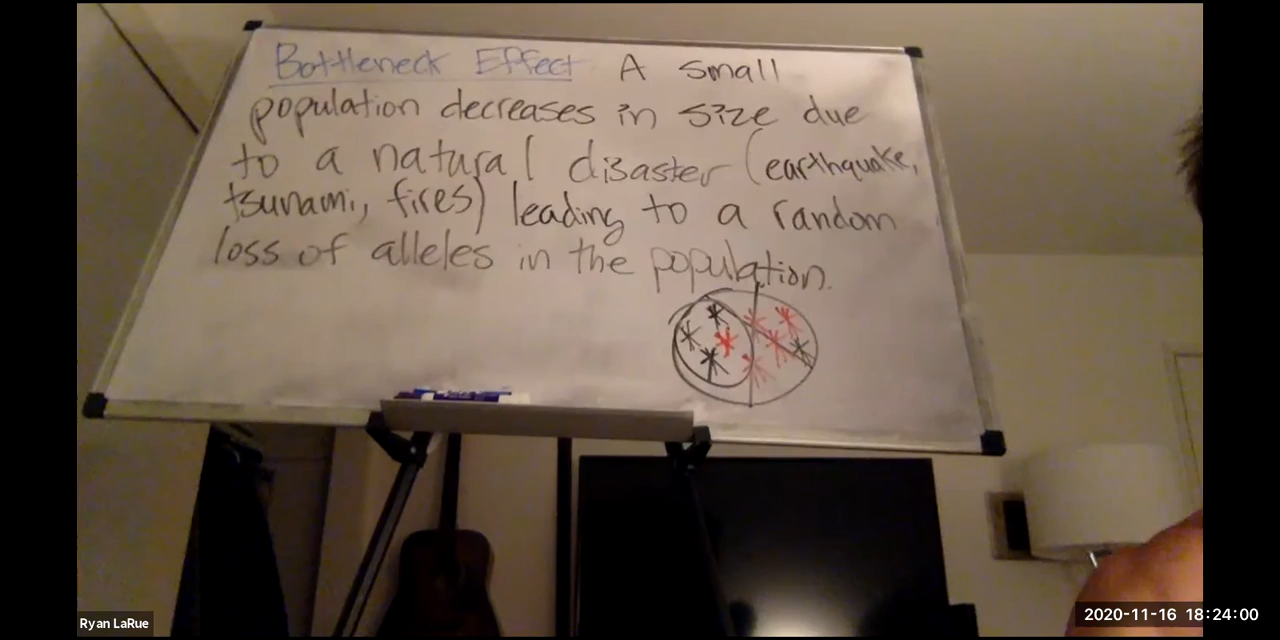 Bottleneck Effect A small
population decreases in size due
to a natural disaster (earthquake,
tsunami, fires) leading to a random
loss of alleles in the population.
Ryan LaRue
2020-11-16 18:24:00